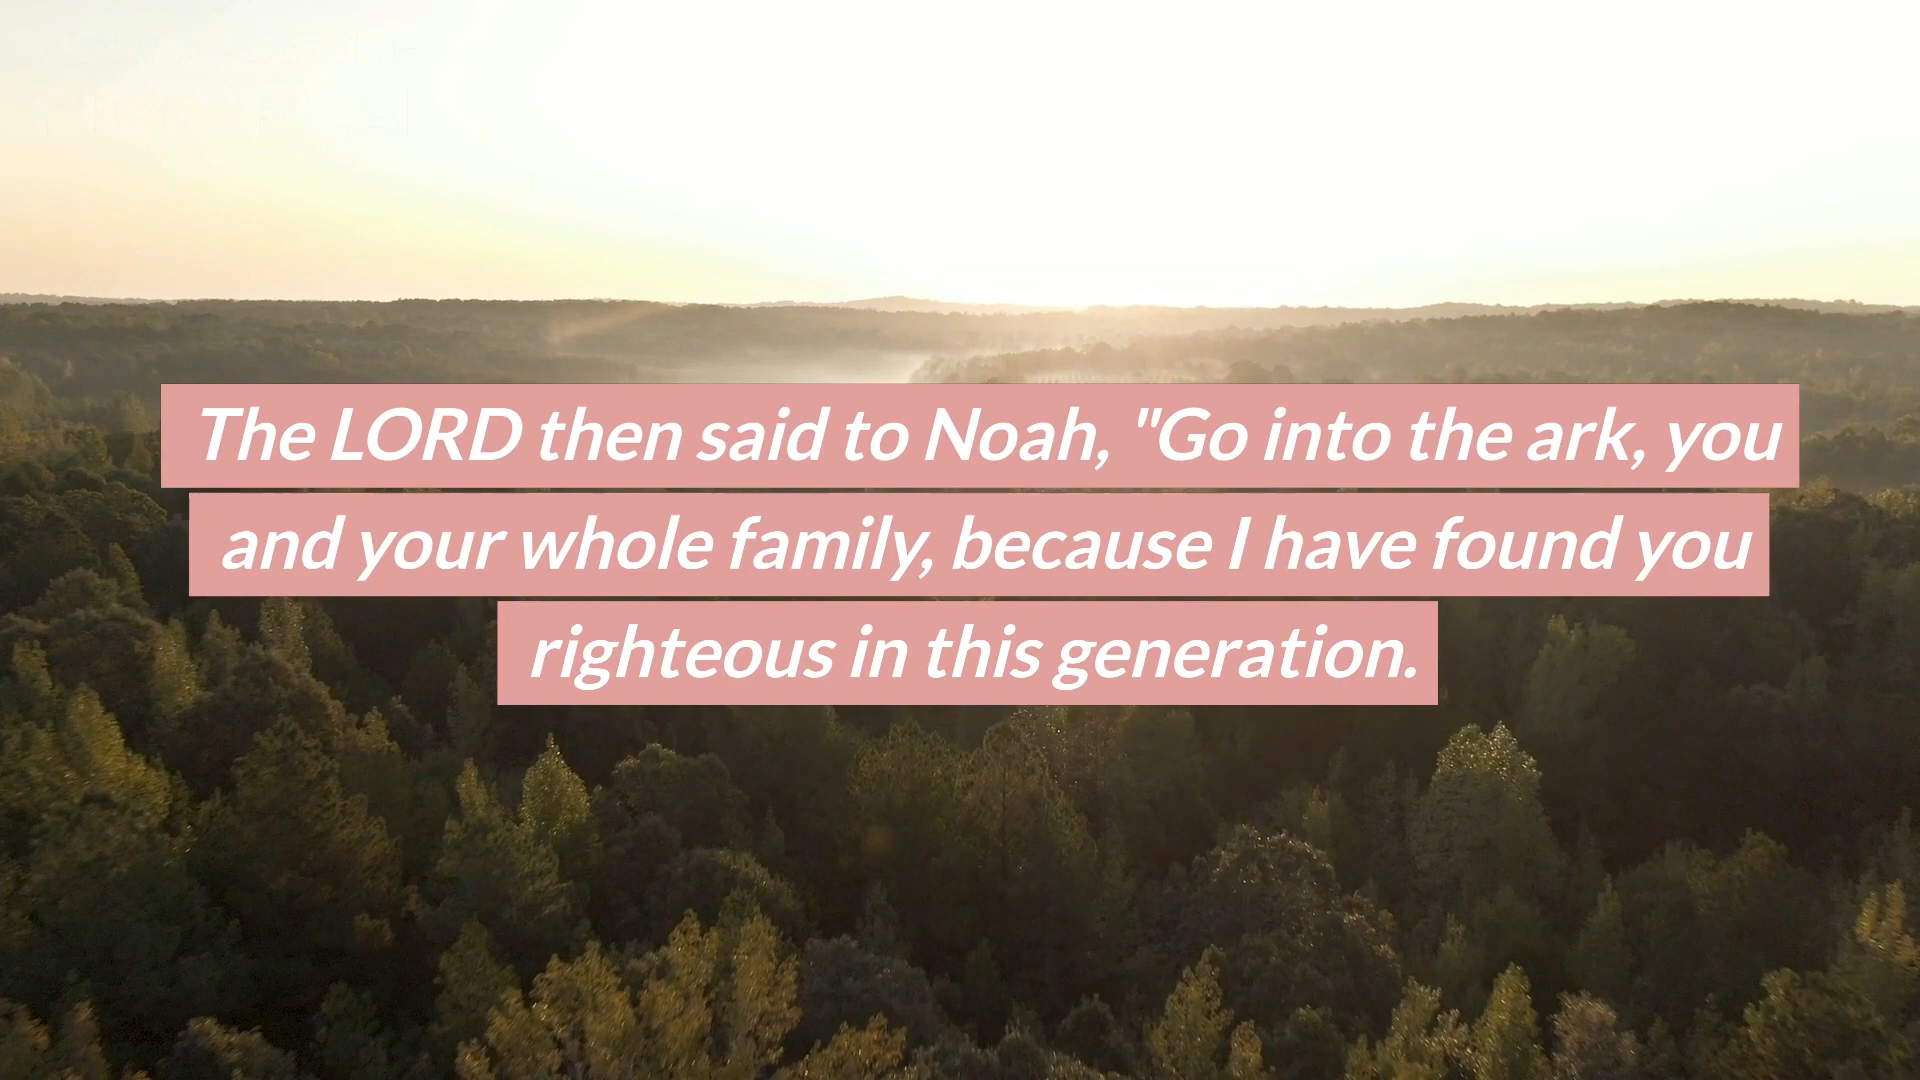 The LORD then said to Noah, "Go into the ark, you
and your whole family, because I have found you
righteous in this generation.